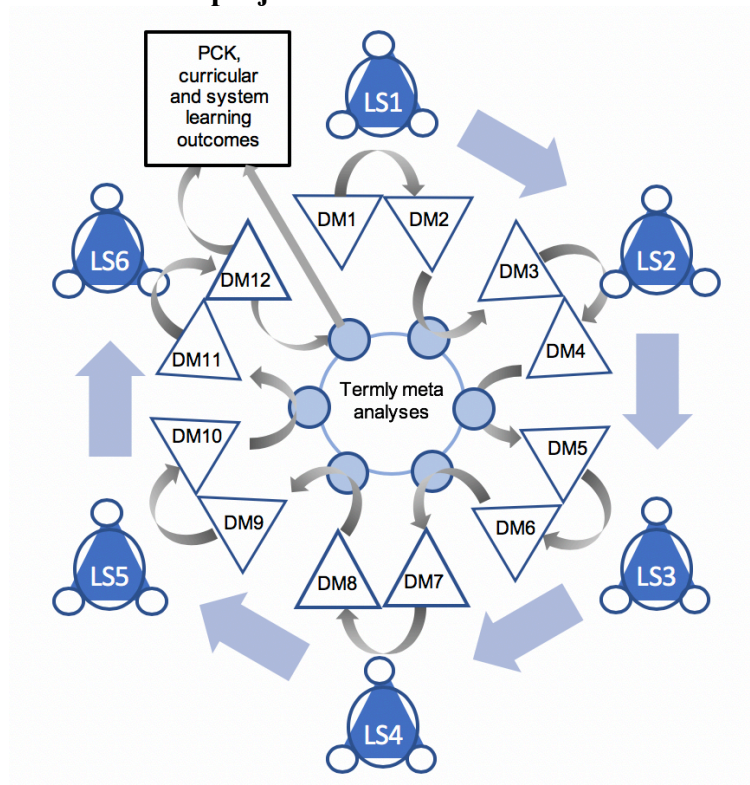 PCK,
curricular
and system
learning
outcomes
LS1
DM1
DM2
LS6
LS2
DM12
DM3
DM11
DM4
Termly meta
analyses
DM10
DM5
DM9
DM6
LS5
LS3
DM8
DM7
LS4